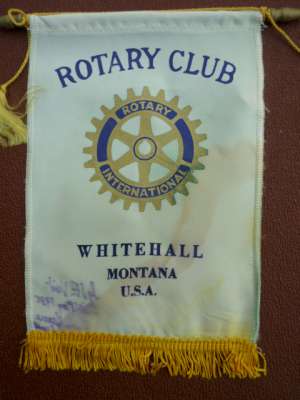 ROTARY CLUB
ROTARY
INTERNATIONAL
WHITEHALL
MONTANA
U.S.A.